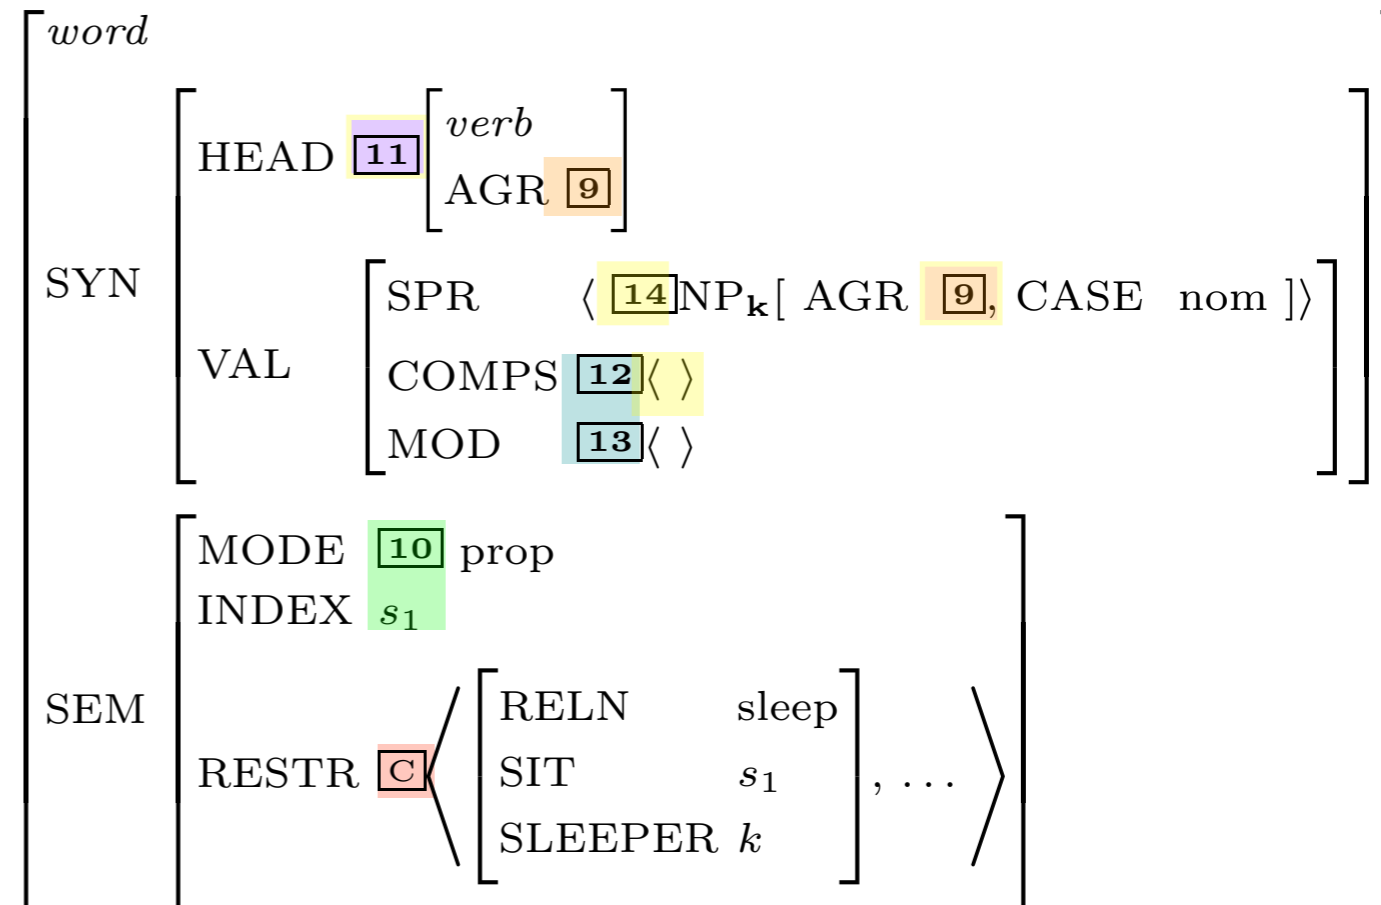 word
verb
HEAD 11
AGR 9
SYN
SPR ⟨ 14 NPk[ AGR 9, CASE nom ]⟩
VAL
COMPS 12 ⟨ ⟩
MOD 13 ⟨ ⟩
MODE 10 prop
INDEX s1
SEM
RELN sleep
RESTR C
SIT s1
, ...
SLEEPER k